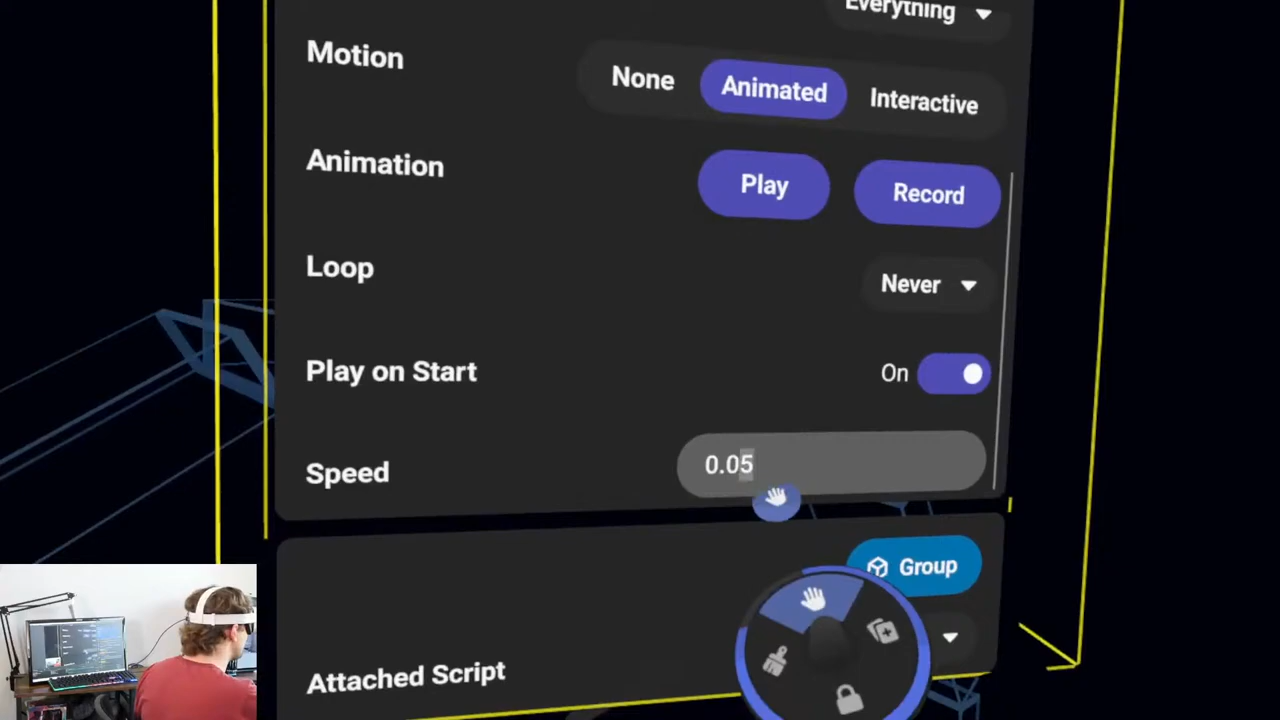 Everything
Motion None Animated Interactive
Animation Play Record
Loop Never
Play on Start On
Speed 0.05
Group
Attached Script